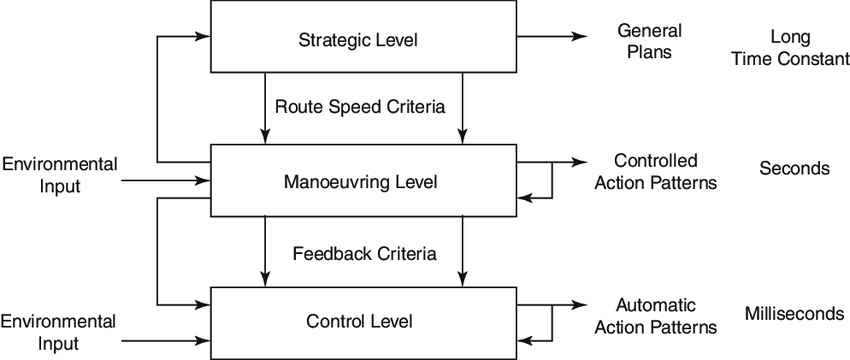 Strategic Level
General
Plans
Long
Time Constant
Route Speed Criteria
Environmental
Input
Manoeuvring Level
Controlled
Action Patterns
Seconds
Feedback Criteria
Environmental
Input
Control Level
Automatic
Action Patterns
Milliseconds